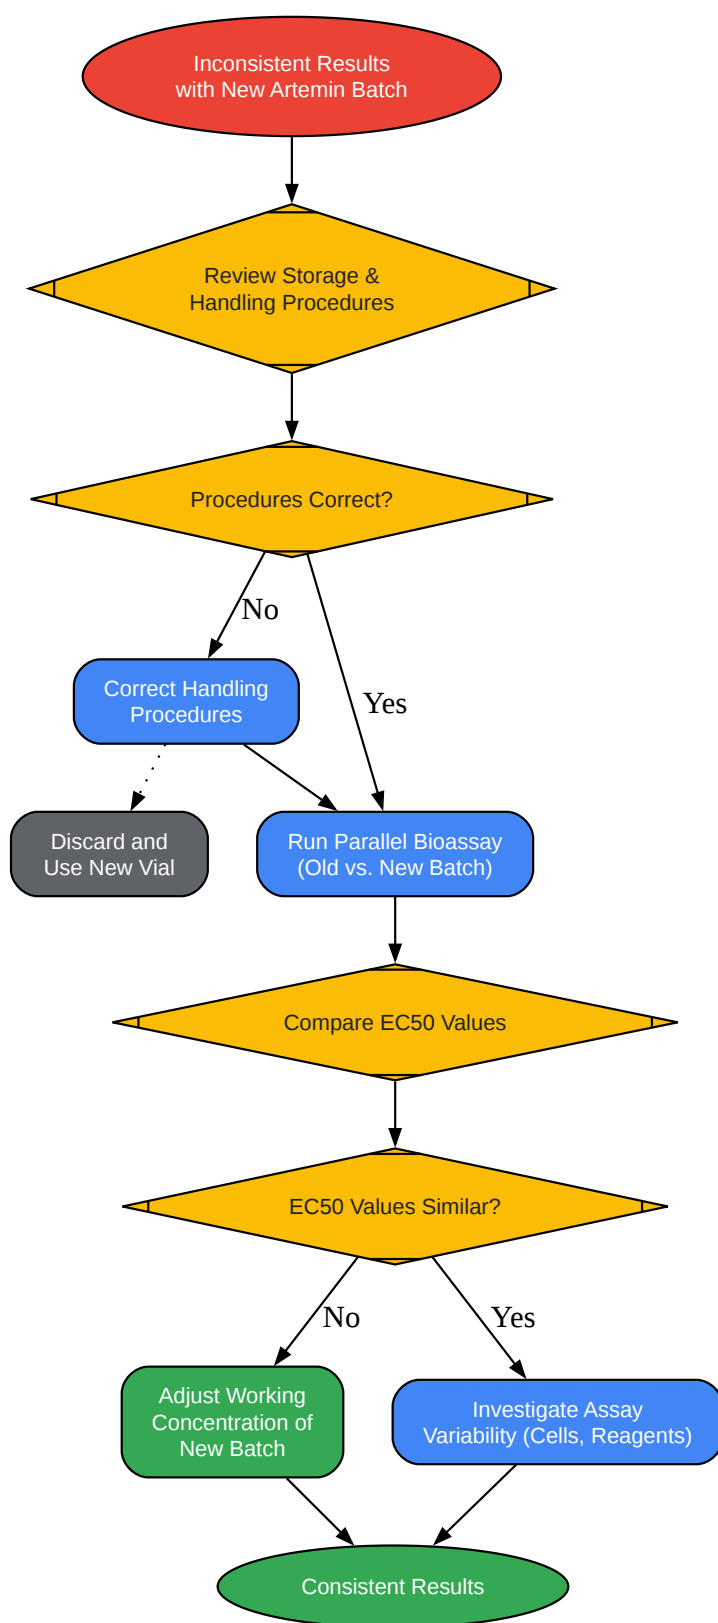 Inconsistent Results
with New Artemin Batch
Review Storage &
Handling Procedures
Procedures Correct?
No
Yes
Correct Handling
Procedures
Discard and
Use New Vial
Run Parallel Bioassay
(Old vs. New Batch)
Compare EC50 Values
EC50 Values Similar?
No
Yes
Adjust Working
Concentration of
New Batch
Investigate Assay
Variability (Cells, Reagents)
Consistent Results